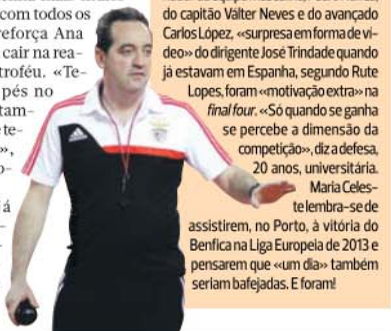 com todos os
reforça Ana
cair na rea-
troféu. «Te-
pés no
tam-
e te-
»,
o-
já
do capitão Válter Neves e do avançado
Carlos López, «surpresa em forma de ví-
deo» do dirigente José Trindade quando
já estavam em Espanha, segundo Rute
Lopes, foram «motivação extra» na
final four. «Só quando se ganha
se percebe a dimensão da
competição», diz a defesa,
20 anos, universitária.
Maria Celes-
te lembra-se de
assistirem, no Porto, à vitória do
Benfica na Liga Europeia de 2013 e
pensarem que «um dia» também
seriam bafejadas. E foram!